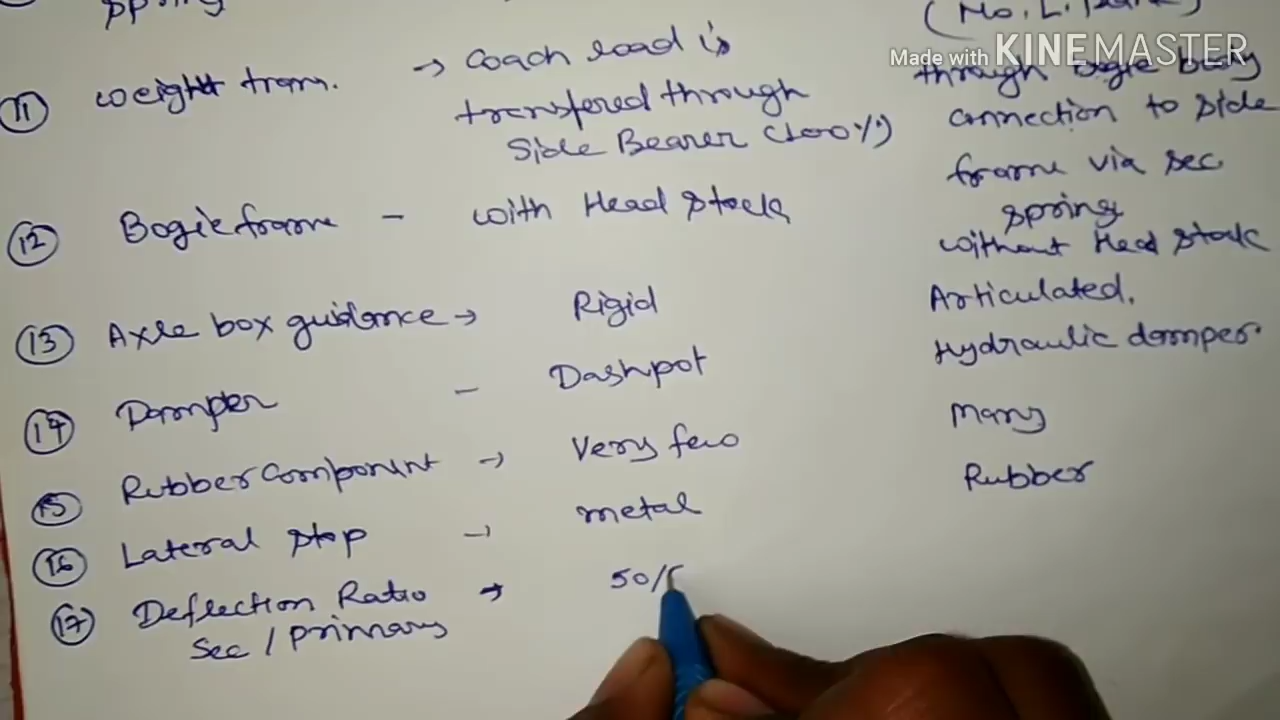 spring
(No. L. )
Made with KINEMASTER
11 weight tran. → Coach load is transfered through Side Bearer (100%)
through bogie body connection to side frame via sec spring
12 Bogie frame - with Head stock
without Head stock
13 Axle box guidance → Rigid
Articulated.
14 Damper - Dashpot
Hydraulic damper.
15 Rubber Component → Very few
Many
16 Lateral stop → metal
Rubber
17 Deflection Ratio → 50/
Sec / primary